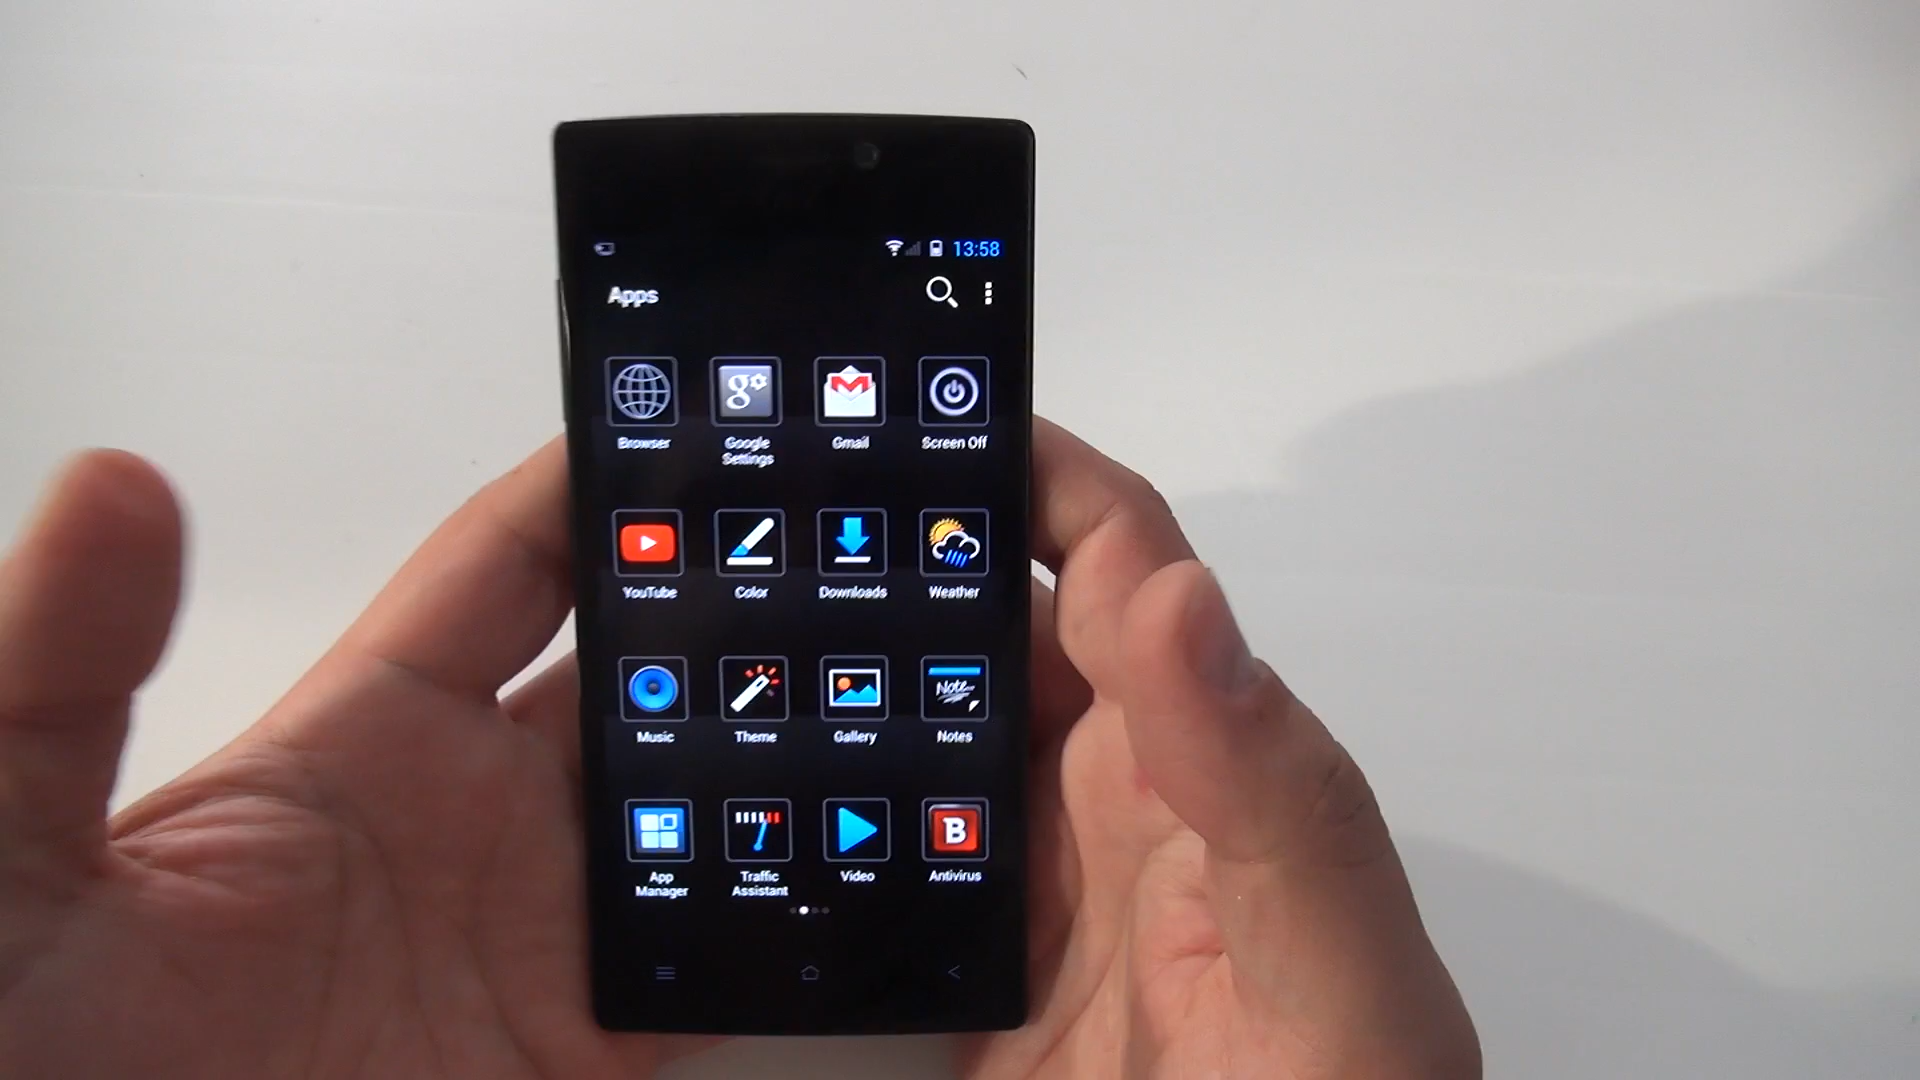 13:58
Apps
Browser
Google
Settings
Gmail
Screen Off
YouTube
Color
Downloads
Weather
Music
Theme
Gallery
Note
Notes
App
Manager
Traffic
Assistant
Video
B
Antivirus